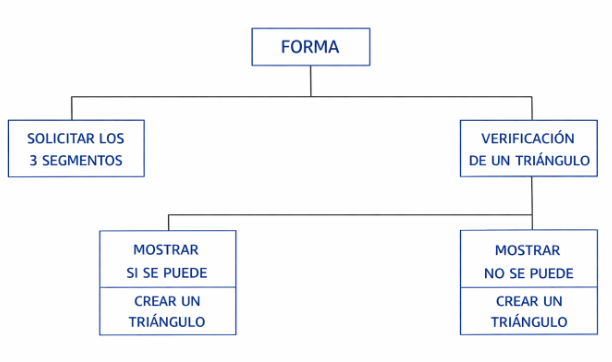 FORMA
SOLICITAR LOS
3 SEGMENTOS
VERIFICACIÓN
DE UN TRIÁNGULO
MOSTRAR
SI SE PUEDE
CREAR UN
TRIÁNGULO
MOSTRAR
NO SE PUEDE
CREAR UN
TRIÁNGULO